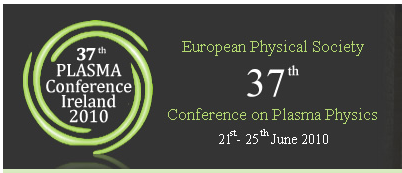 37th
PLASMA
Conference
Ireland
2010
European Physical Society
37th
Conference on Plasma Physics
21st- 25th June 2010